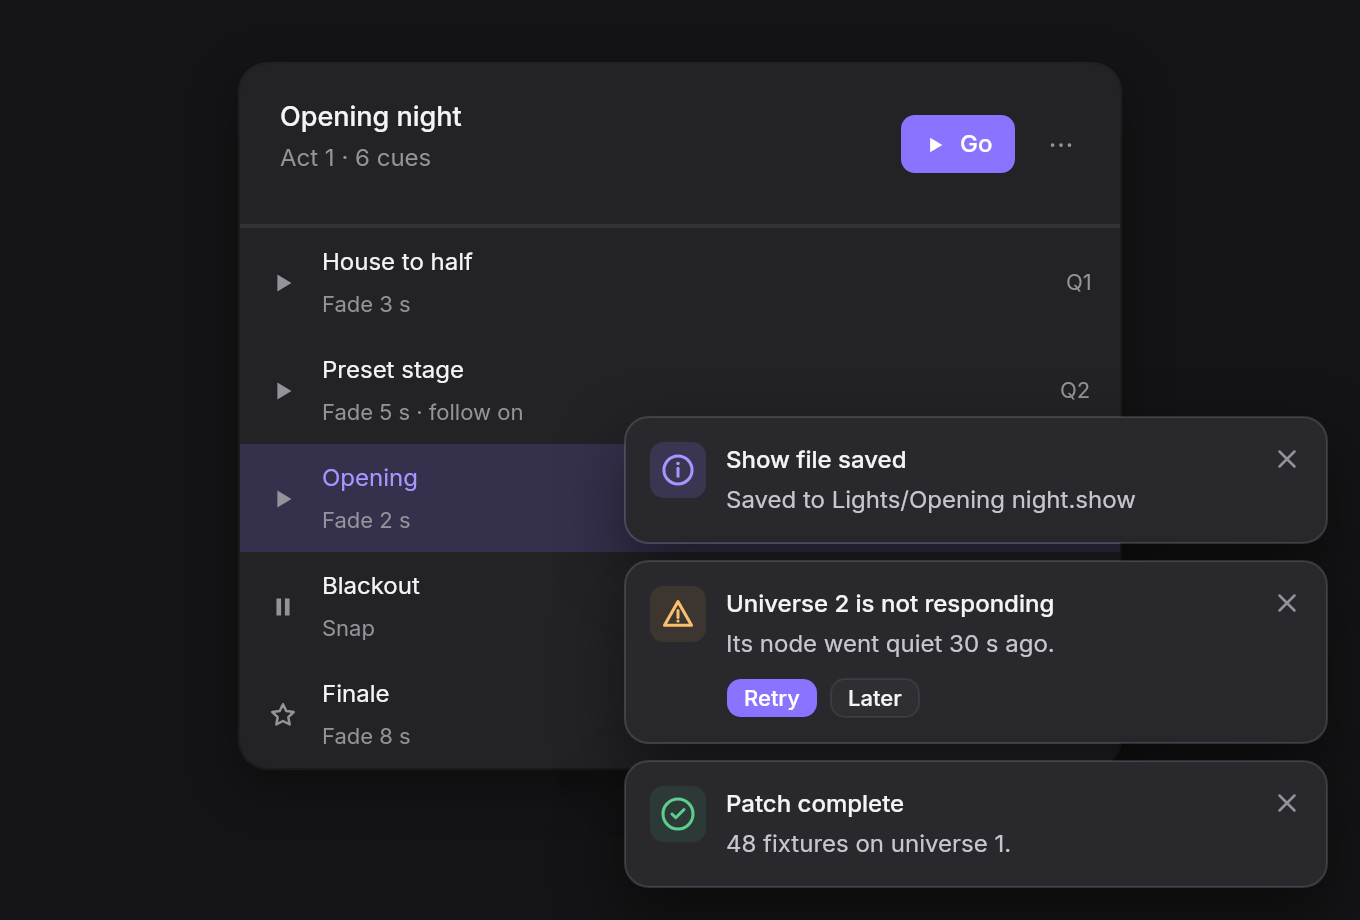 Opening night
Act 1 · 6 cues
Go
House to half
Fade 3 s
Q1
Preset stage
Fade 5 s · follow on
Q2
Opening
Fade 2 s
Blackout
Snap
Finale
Fade 8 s
Show file saved
Saved to Lights/Opening night.show
Universe 2 is not responding
Its node went quiet 30 s ago.
Retry
Later
Patch complete
48 fixtures on universe 1.